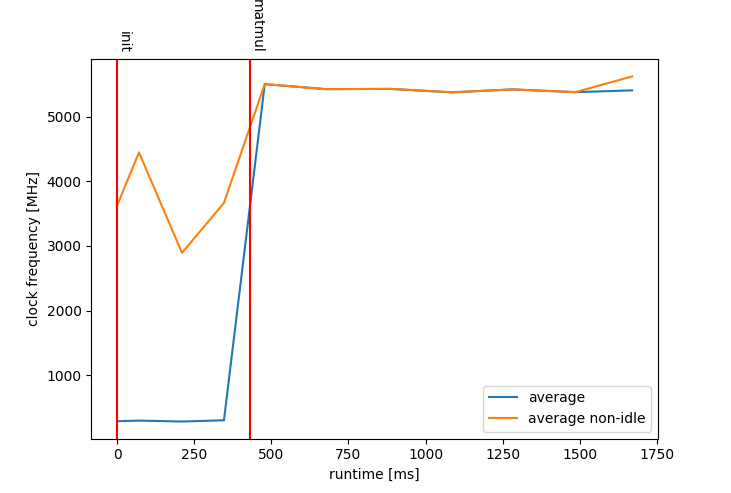 init
matmul
clock frequency [MHz]
5000
4000
3000
2000
1000
0
250
500
750
1000
1250
1500
1750
runtime [ms]
average
average non-idle